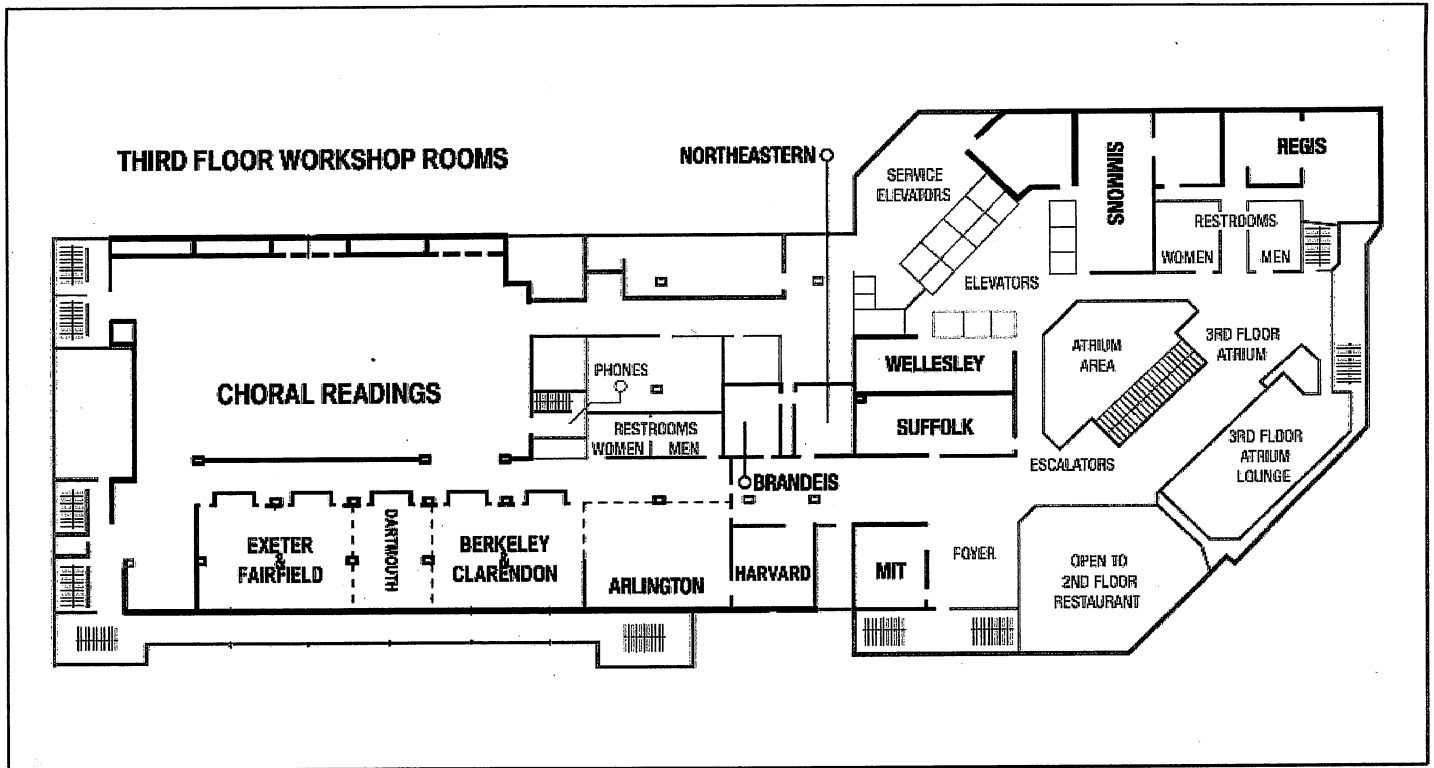 THIRD FLOOR WORKSHOP ROOMS
NORTHEASTERN
SERVICE
ELEVATORS
SIMMONS
REGIS
RESTROOMS
WOMEN
MEN
ELEVATORS
ATRIUM
AREA
3RD FLOOR
ATRIUM
WELLESLEY
SUFFOLK
CHORAL READINGS
PHONES
RESTROOMS
WOMEN
MEN
BRANDEIS
ESCALATORS
3RD FLOOR
ATRIUM
LOUNGE
EXETER
&
FAIRFIELD
DARTMOUTH
BERKELEY
&
CLARENDON
ARLINGTON
HARVARD
MIT
FOYER
OPEN TO
2ND FLOOR
RESTAURANT